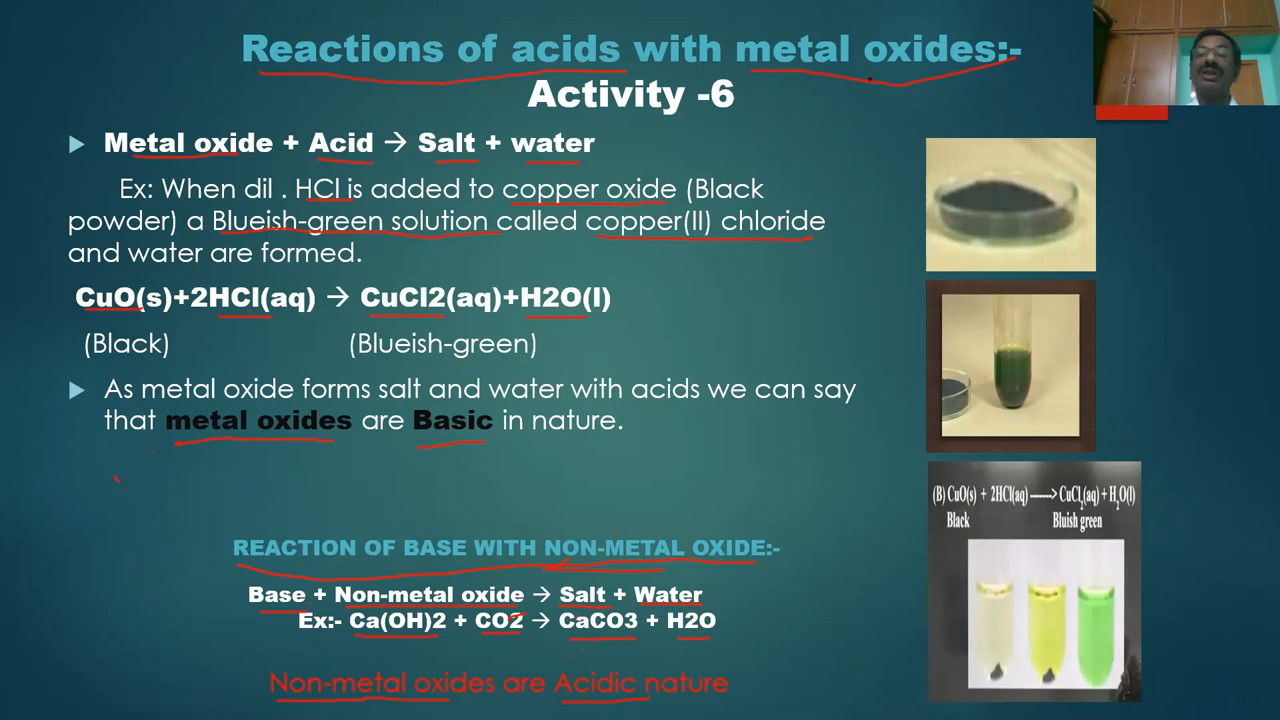 Reactions of acids with metal oxides:-
Activity -6
Metal oxide + Acid → Salt + water
Ex: When dil . HCl is added to copper oxide (Black
powder) a Blueish-green solution called copper(II) chloride
and water are formed.
CuO(s)+2HCl(aq) → CuCl2(aq)+H2O(l)
(Black) (Blueish-green)
As metal oxide forms salt and water with acids we can say
that metal oxides are Basic in nature.
(B) CuO(s) + 2HCl(aq) ------> CuCl2(aq) + H2O(l)
Black Bluish green
REACTION OF BASE WITH NON-METAL OXIDE:-
Base + Non-metal oxide → Salt + Water
Ex:- Ca(OH)2 + CO2 → CaCO3 + H2O
Non-metal oxides are Acidic nature